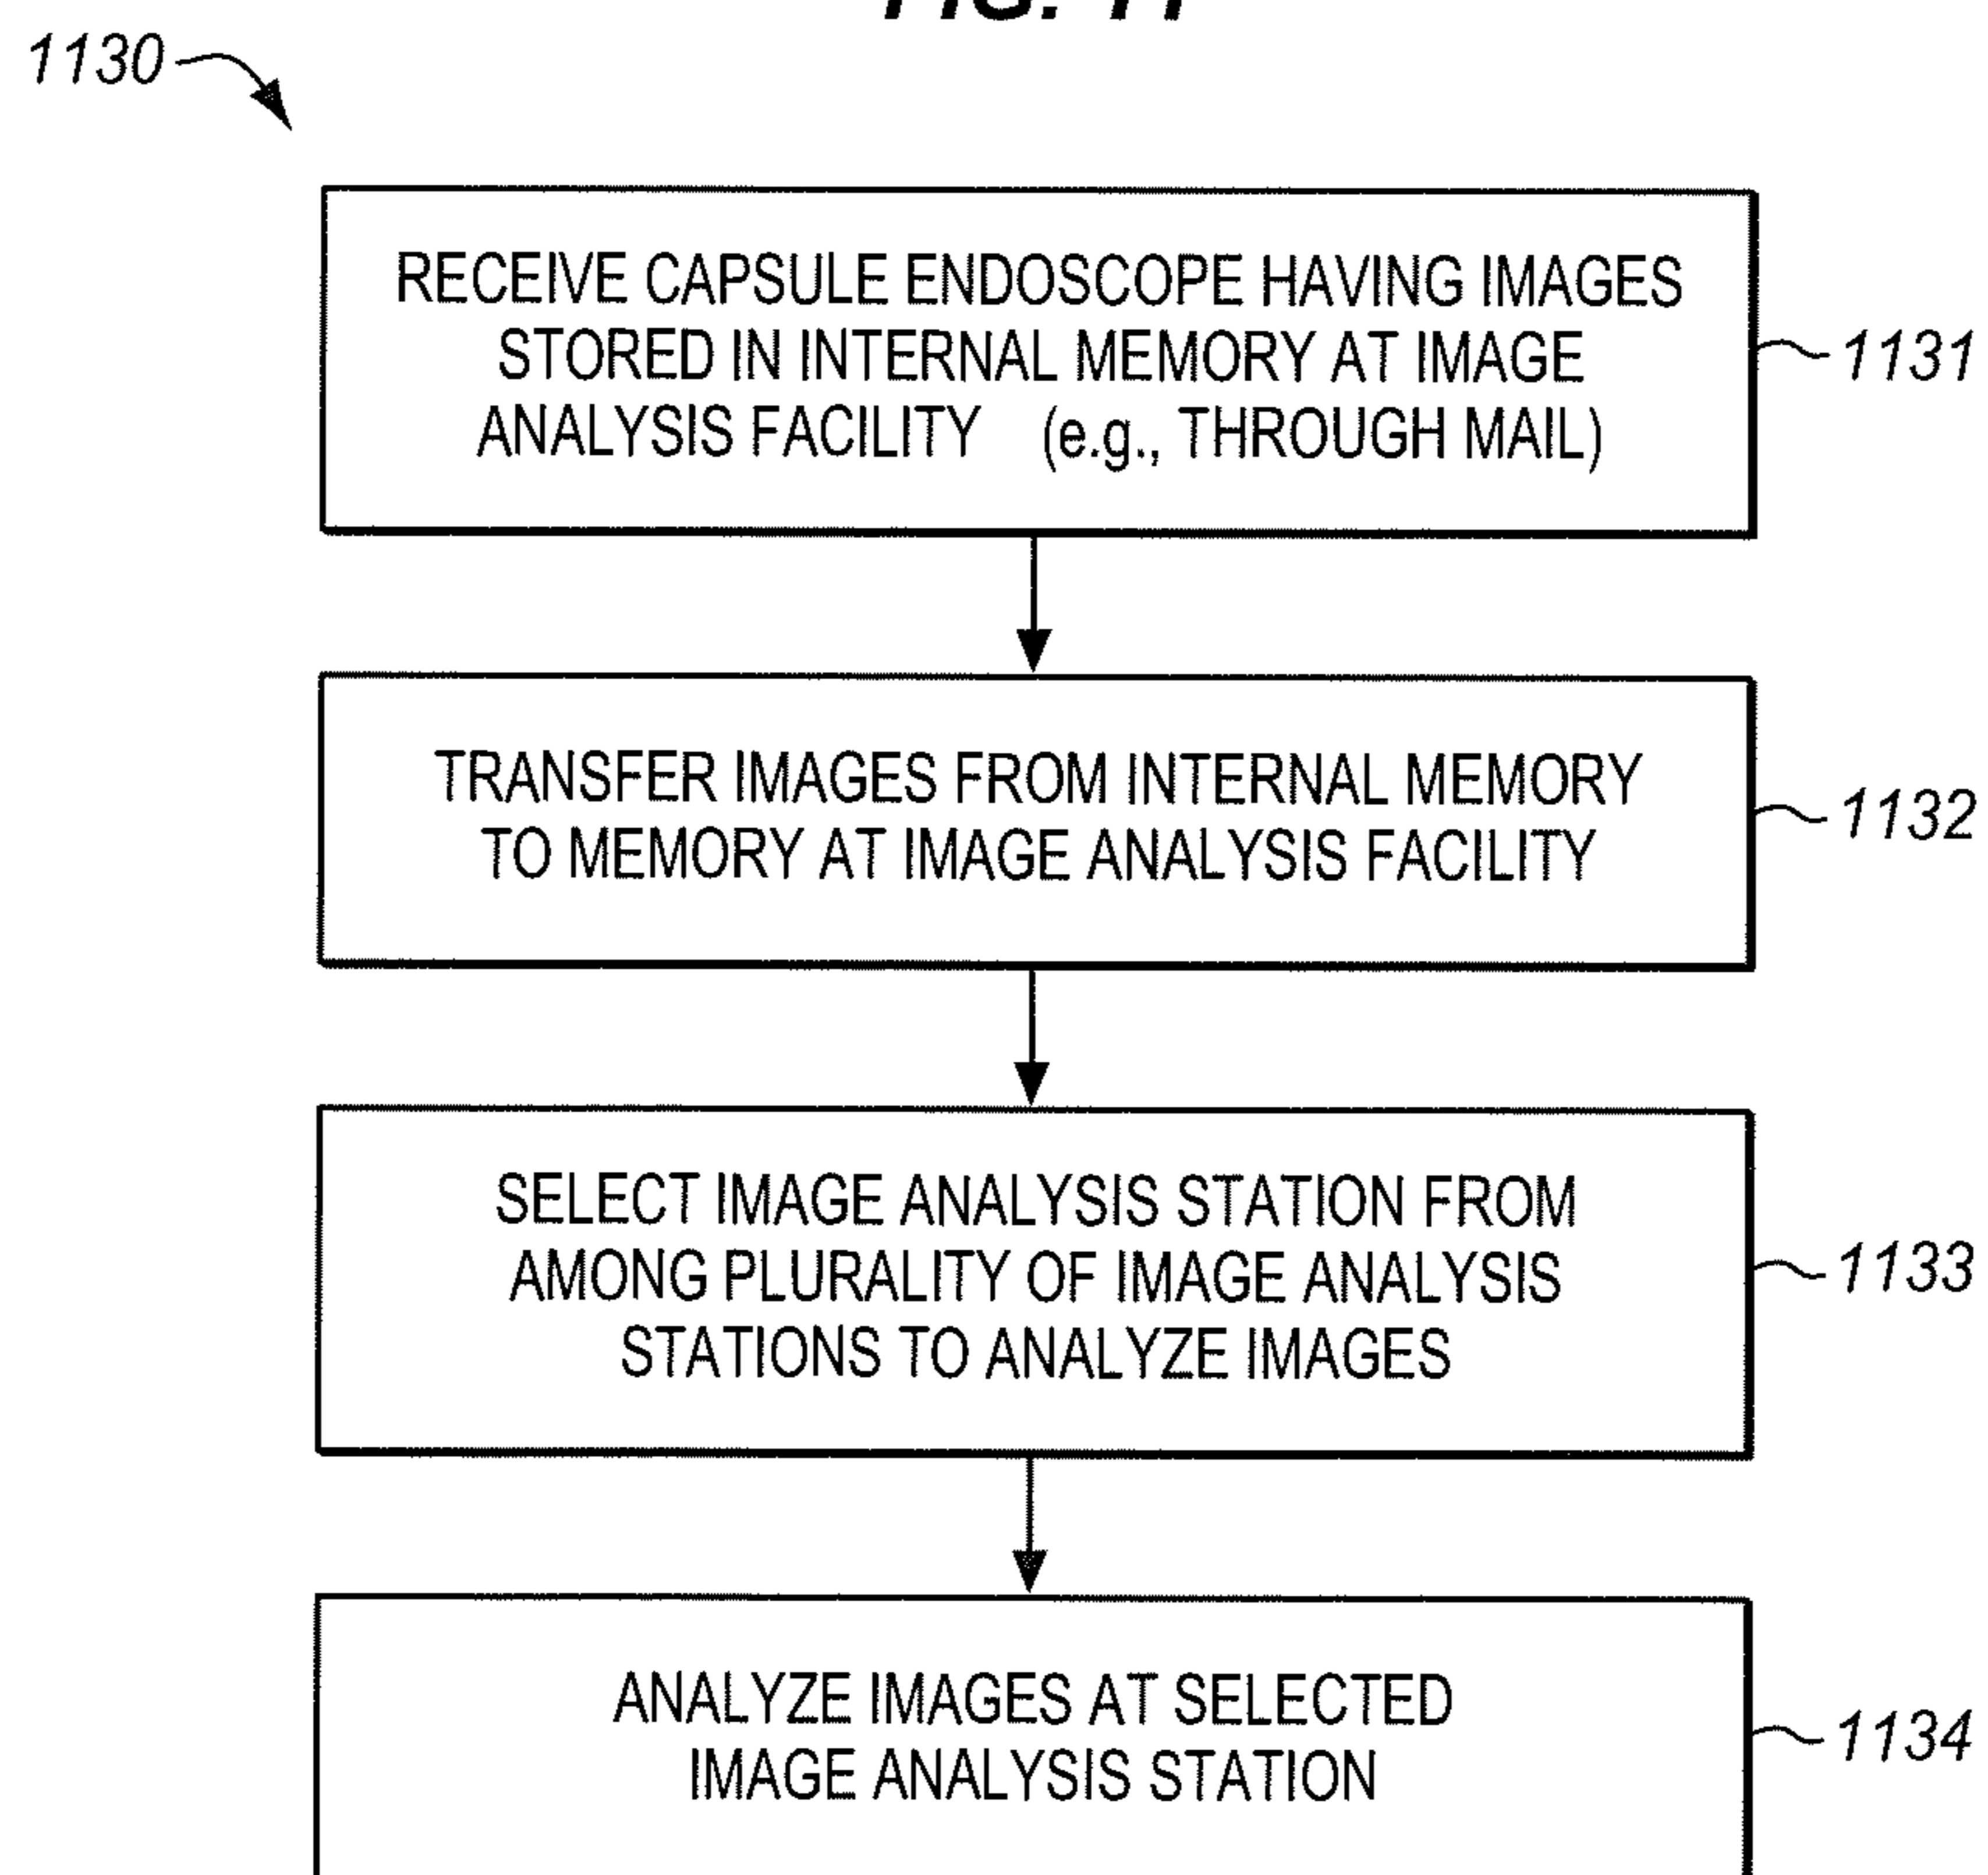 FIG. 11
1130
RECEIVE CAPSULE ENDOSCOPE HAVING IMAGES
STORED IN INTERNAL MEMORY AT IMAGE
ANALYSIS FACILITY (e.g., THROUGH MAIL)
1131
TRANSFER IMAGES FROM INTERNAL MEMORY
TO MEMORY AT IMAGE ANALYSIS FACILITY
1132
SELECT IMAGE ANALYSIS STATION FROM
AMONG PLURALITY OF IMAGE ANALYSIS
STATIONS TO ANALYZE IMAGES
1133
ANALYZE IMAGES AT SELECTED
IMAGE ANALYSIS STATION
1134